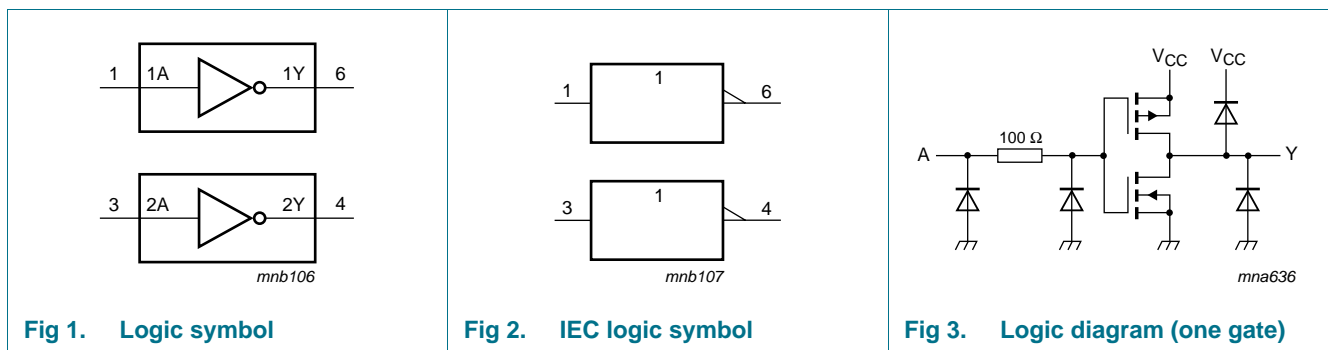 1 1A 1Y 6
3 2A 2Y 4
mnb106
Fig 1. Logic symbol
1
1 6
1
3 4
mnb107
Fig 2. IEC logic symbol
VCC VCC
100 Ω
A Y
mna636
Fig 3. Logic diagram (one gate)